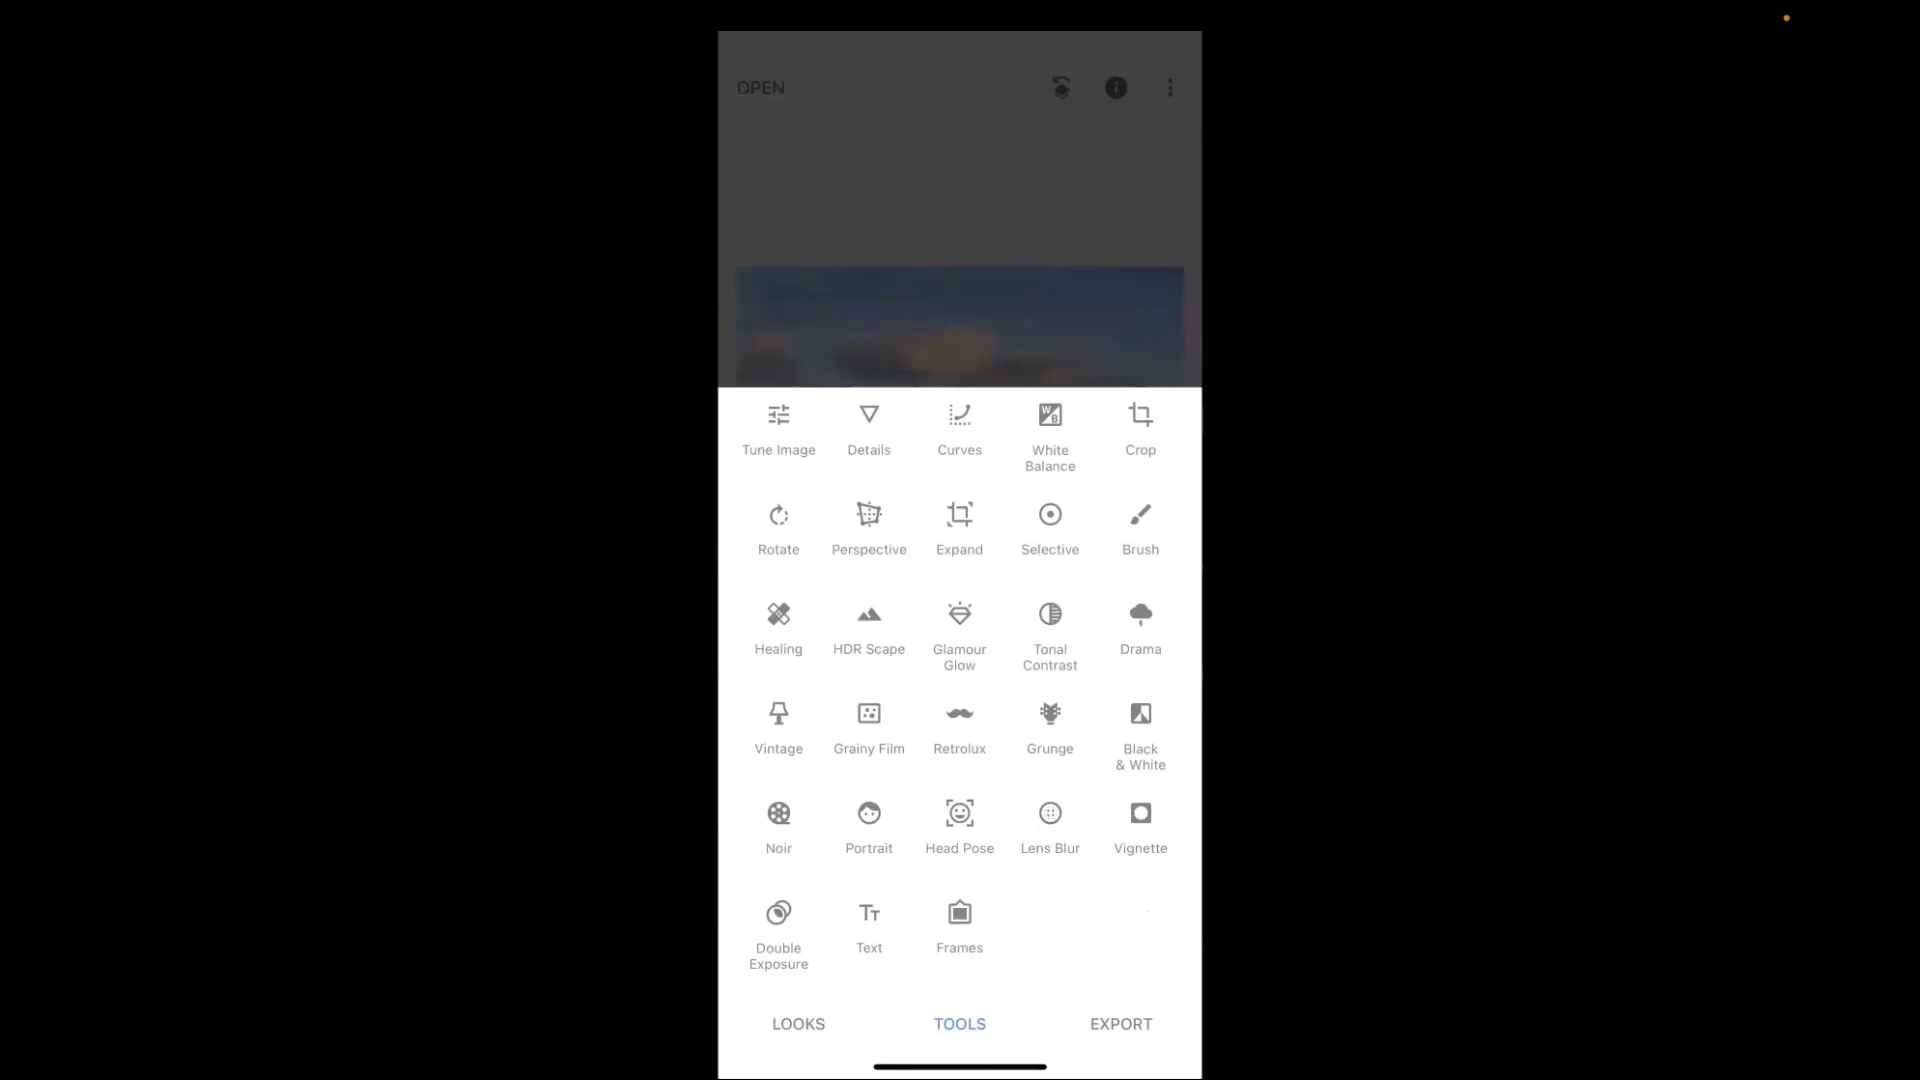 OPEN
Tune Image
Details
Curves
White
Balance
Crop
Rotate
Perspective
Expand
Selective
Brush
Healing
HDR Scape
Glamour
Glow
Tonal
Contrast
Drama
Vintage
Grainy Film
Retrolux
Grunge
Black
& White
Noir
Portrait
Head Pose
Lens Blur
Vignette
Double
Exposure
Text
Frames
LOOKS
TOOLS
EXPORT